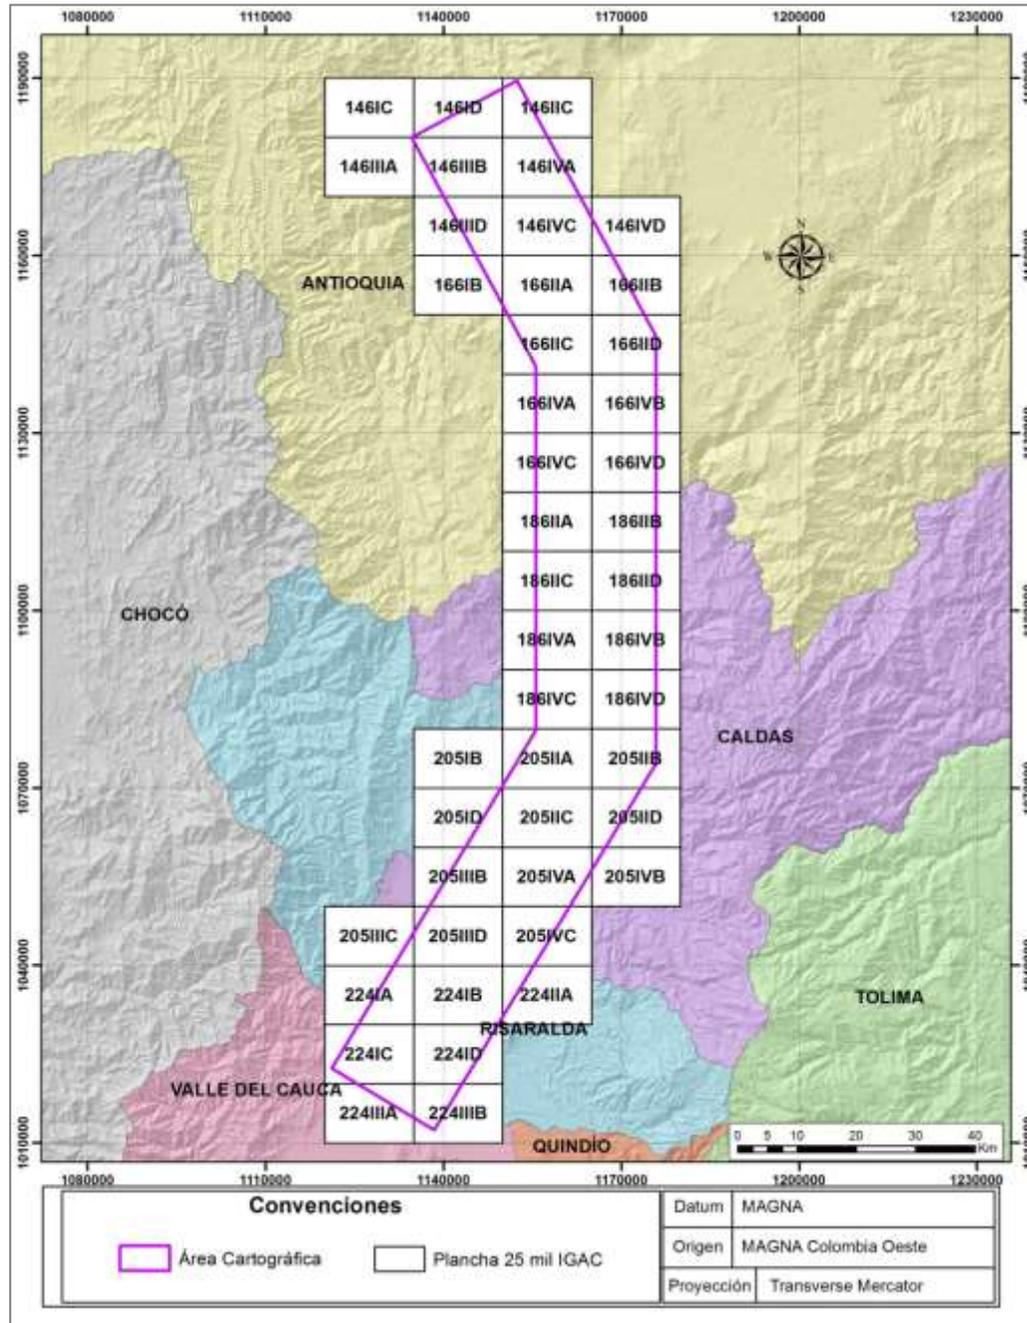 1080000 1110000 1140000 1170000 1200000 1230000
1190000
146IC 146ID 146IIC
146IIIA 146IIIB 146IVA
146IIID 146IVC 146IVD
N
W E
S
1160000
ANTIOQUIA
166IB 166IIA 166IIB
166IIC 166IID
166IVA 166IVB
1130000
166IVC 166IVD
186IIA 186IIB
186IIC 186IID
1100000
CHOCÓ
186IVA 186IVB
186IVC 186IVD
CALDAS
205IB 205IIA 205IIB
1070000
205ID 205IIC 205IID
205IIIB 205IVA 205IVB
205IIIC 205IIID 205IVC
1040000
224IA 224IB 224IIA
TOLIMA
RISARALDA
224IC 224ID
VALLE DEL CAUCA
224IIIA 224IIIB
QUINDÍO
0 5 10 20 30 40
Km
1010000
1080000 1110000 1140000 1170000 1200000 1230000
Convenciones
Área Cartográfica
Plancha 25 mil IGAC
Datum MAGNA
Origen MAGNA Colombia Oeste
Proyección Transverse Mercator